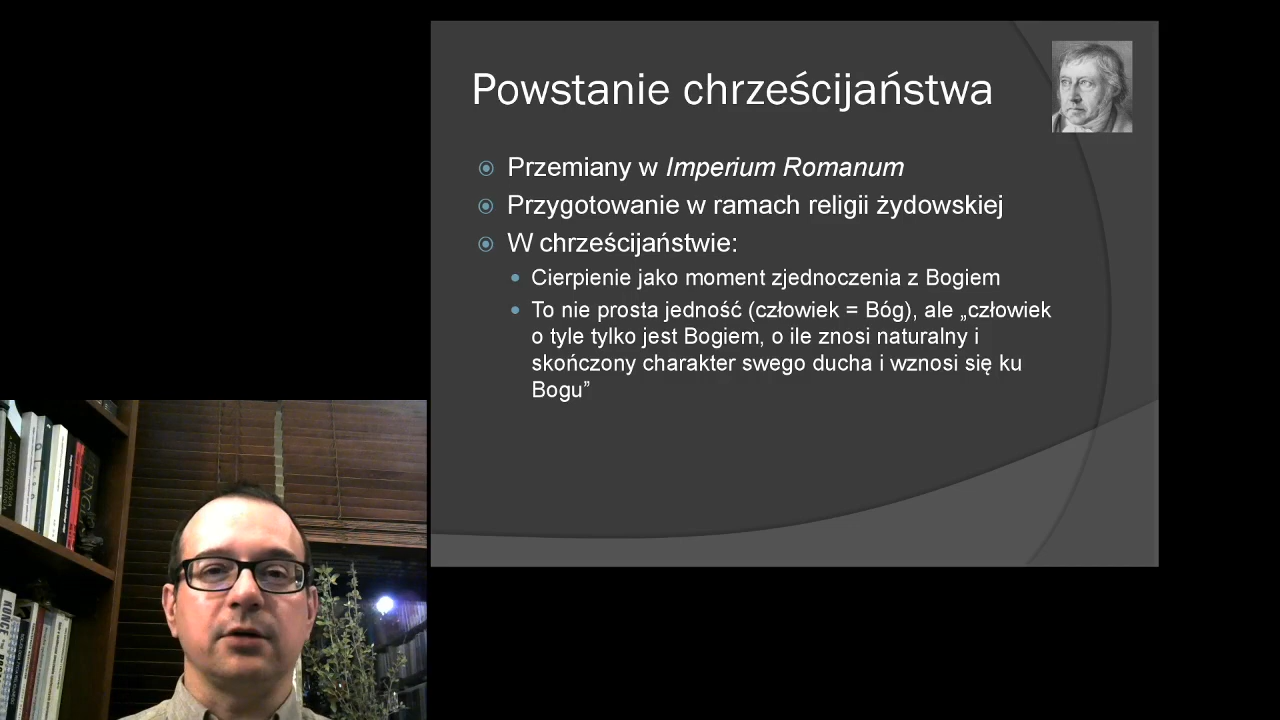 Powstanie chrześcijaństwa
Przemiany w Imperium Romanum
Przygotowanie w ramach religii żydowskiej
W chrześcijaństwie:
Cierpienie jako moment zjednoczenia z Bogiem
To nie prosta jedność (człowiek = Bóg), ale „człowiek
o tyle tylko jest Bogiem, o ile znosi naturalny i
skończony charakter swego ducha i wznosi się ku
Bogu”